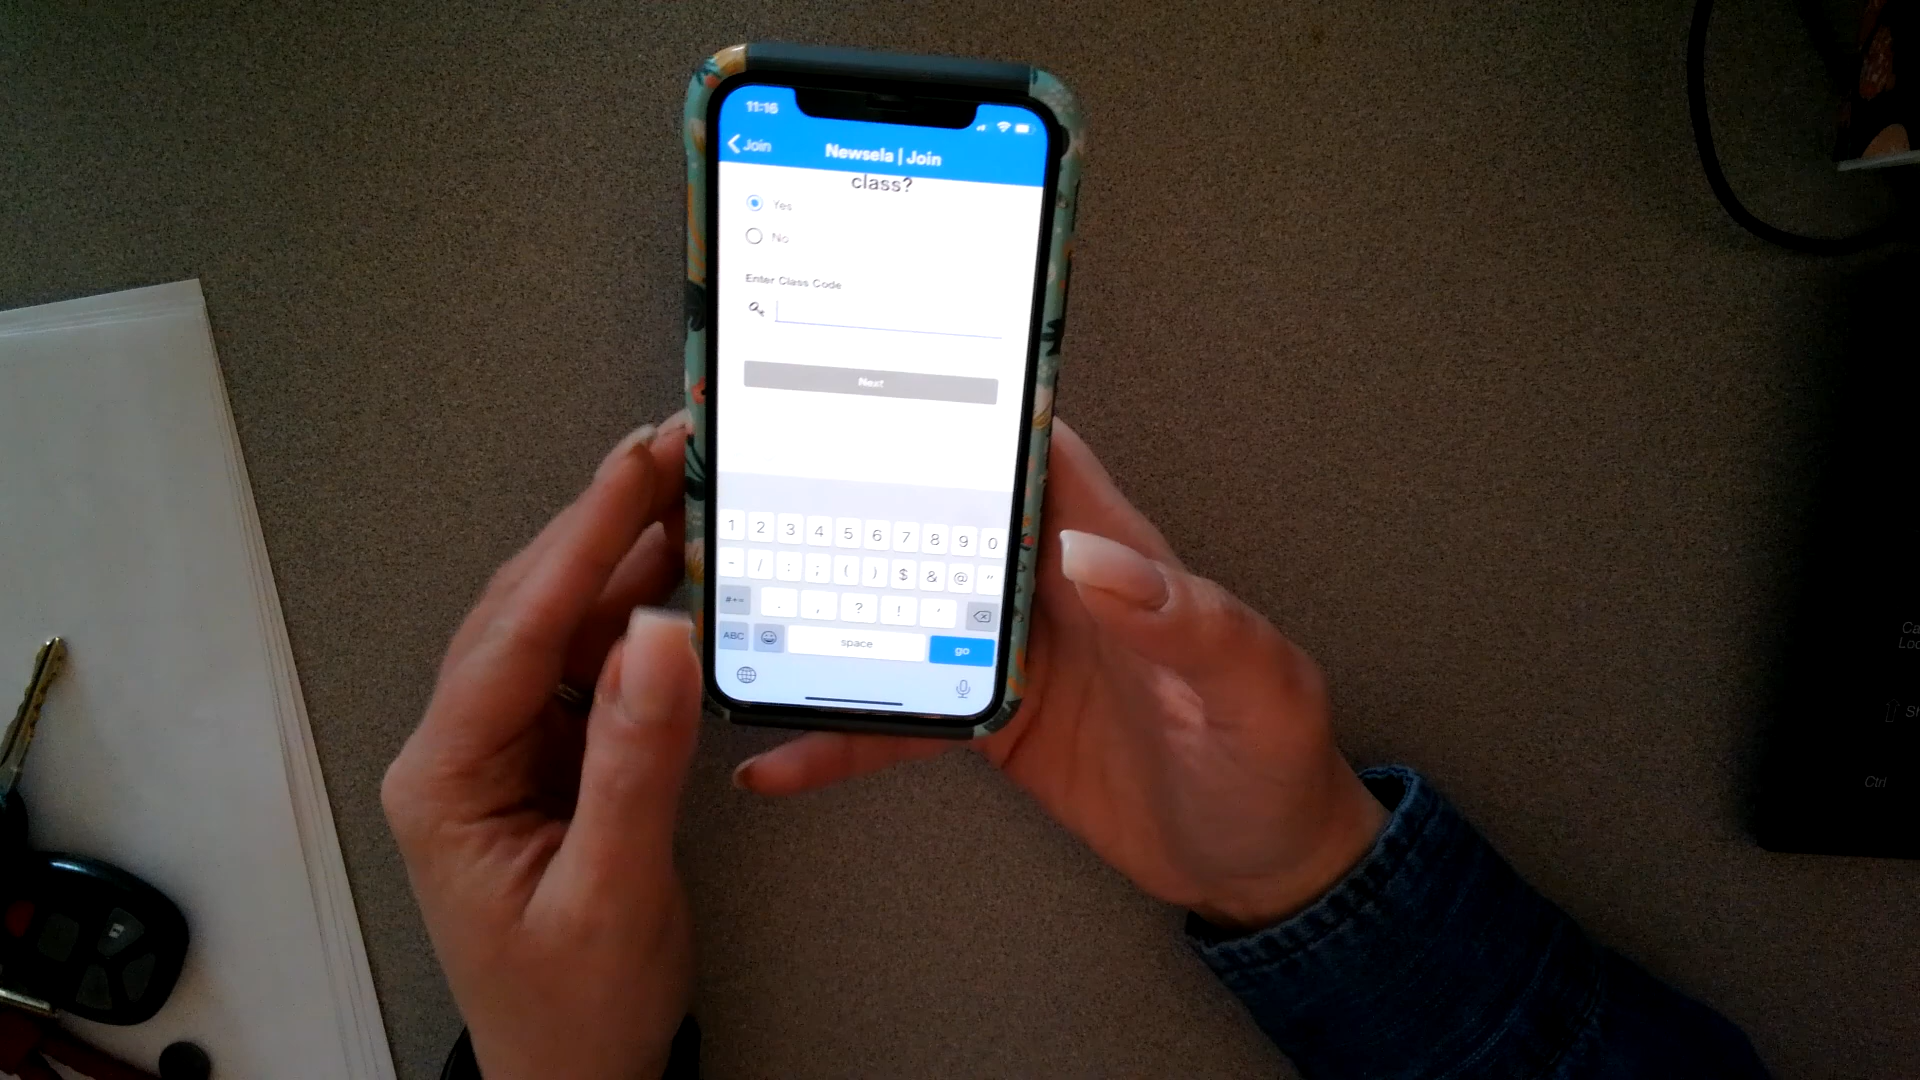 11:16
Join
Newsela | Join
class?
Yes
No
Enter Class Code
Next
1 2 3 4 5 6 7 8 9 0
- / : ; ( ) $ & @ "
#+= . , ? ! '
ABC space go
Ctrl